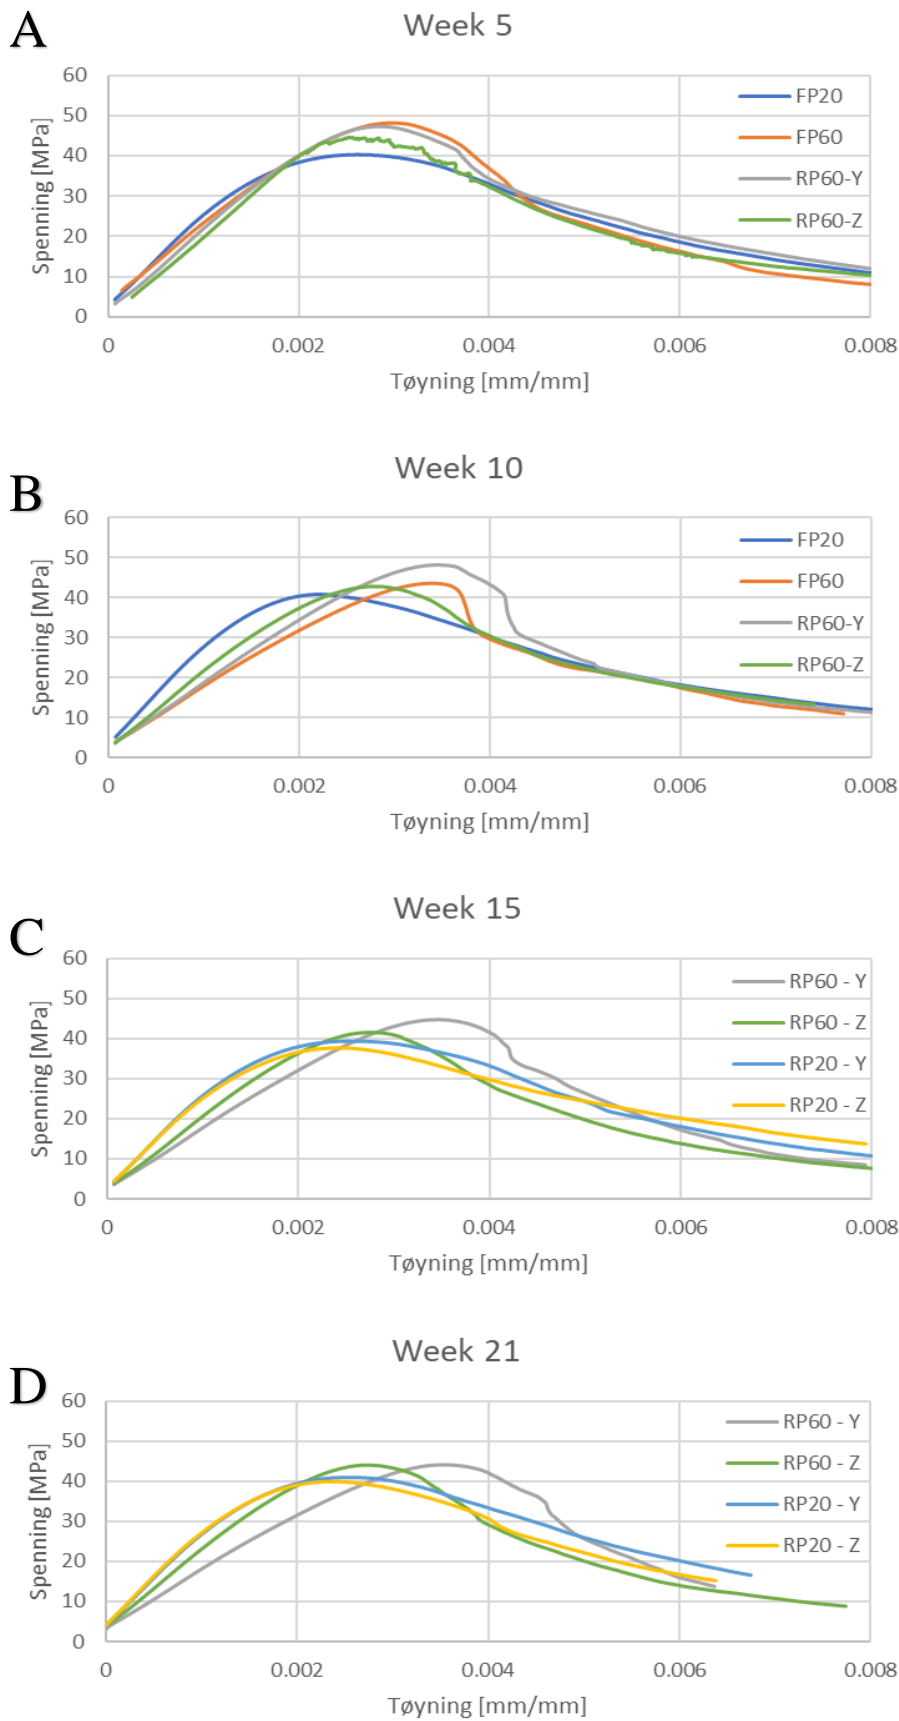 A
Week 5
60
50
40
30
20
10
0
Spenning [MPa]
FP20
FP60
RP60-Y
RP60-Z
0 0.002 0.004 0.006 0.008
Tøyning [mm/mm]
B
Week 10
60
50
40
30
20
10
0
Spenning [MPa]
FP20
FP60
RP60-Y
RP60-Z
0 0.002 0.004 0.006 0.008
Tøyning [mm/mm]
C
Week 15
60
50
40
30
20
10
0
Spenning [MPa]
RP60 - Y
RP60 - Z
RP20 - Y
RP20 - Z
0 0.002 0.004 0.006 0.008
Tøyning [mm/mm]
D
Week 21
60
50
40
30
20
10
0
Spenning [MPa]
RP60 - Y
RP60 - Z
RP20 - Y
RP20 - Z
0 0.002 0.004 0.006 0.008
Tøyning [mm/mm]